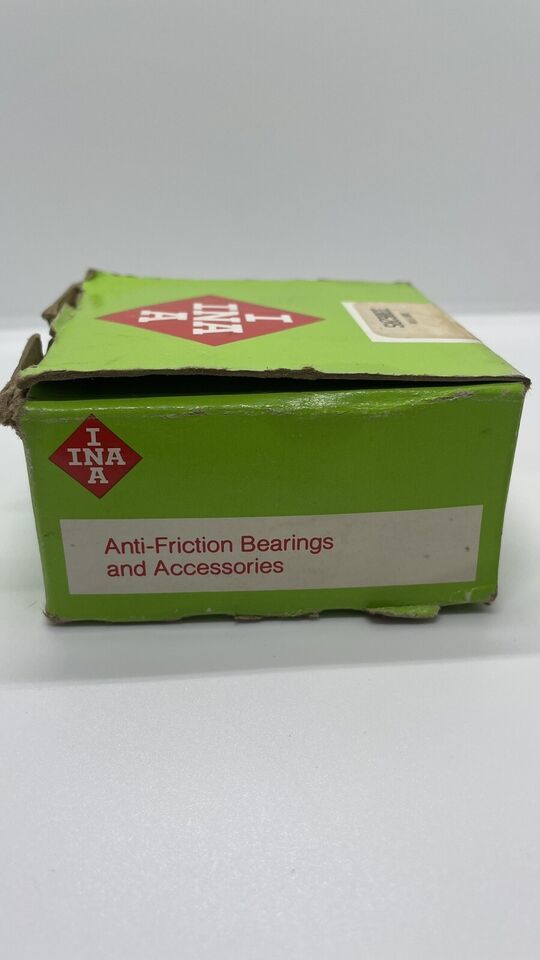 I
INA
A
I
INA
A
Anti-Friction Bearings
and Accessories